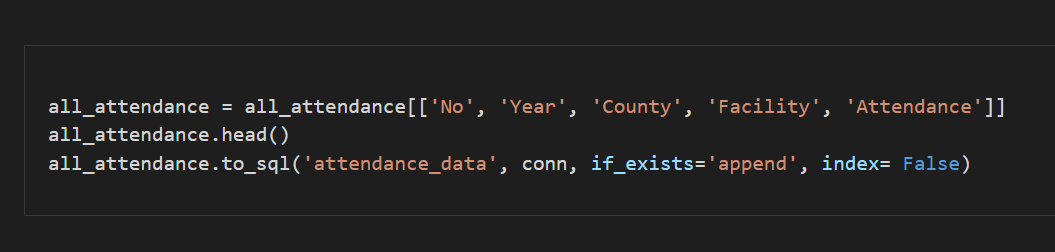 all_attendance = all_attendance[['No', 'Year', 'County', 'Facility', 'Attendance']]
all_attendance.head()
all_attendance.to_sql('attendance_data', conn, if_exists='append', index= False)